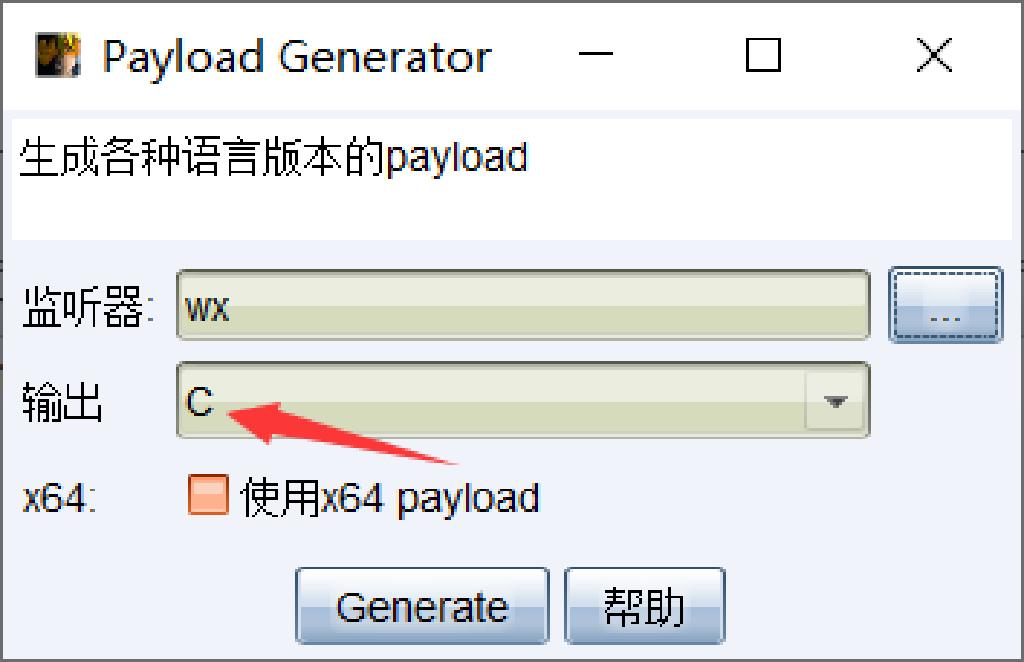 Payload Generator
生成各种语言版本的payload
监听器: wx ...
输出 C
x64: 使用x64 payload
Generate 帮助